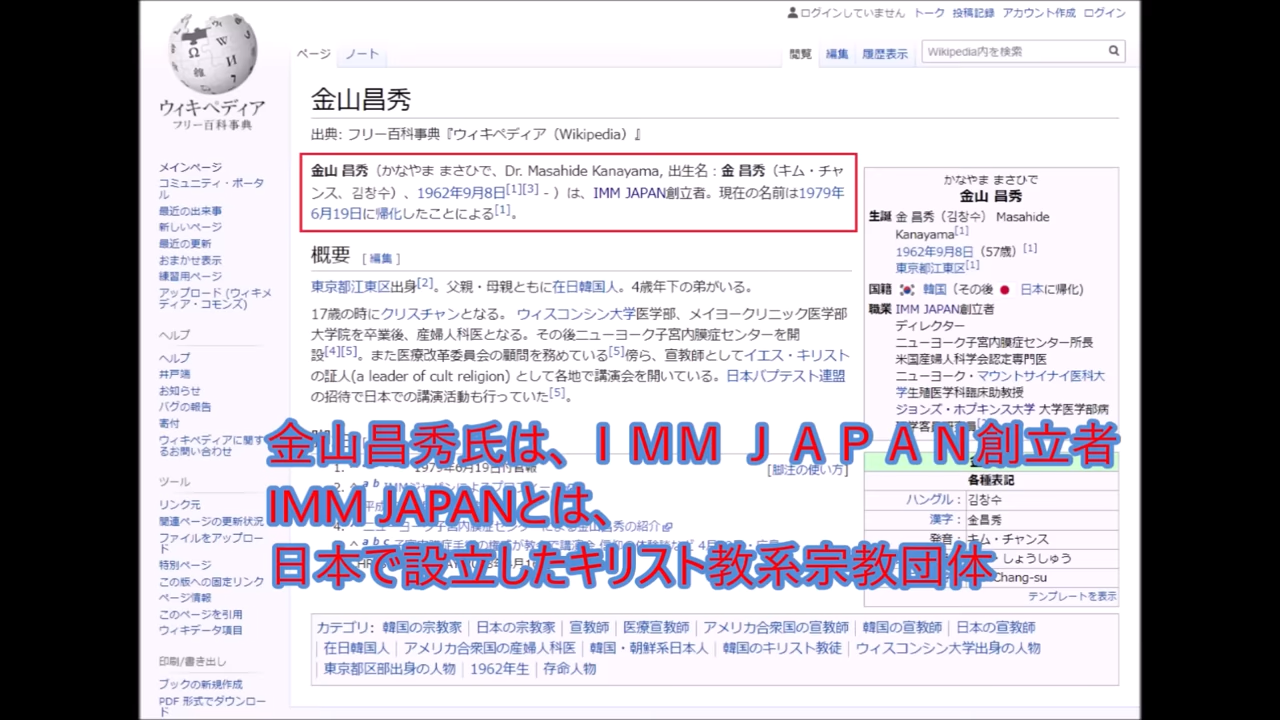 ログインしていません トーク 投稿記録 アカウント作成 ログイン
ページ ノート 閲覧 編集 履歴表示 Wikipedia内を検索
ウィキペディア
フリー百科事典
メインページ
コミュニティ・ポータル
最近の出来事
新しいページ
最近の更新
おまかせ表示
練習用ページ
アップロード (ウィキメディア・コモンズ)
ヘルプ
ヘルプ
井戸端
お知らせ
バグの報告
寄付
ウィキペディアに関するお問い合わせ
ツール
リンク元
関連ページの更新状況
ファイルをアップロード
特別ページ
この版への固定リンク
ページ情報
このページを引用
ウィキデータ項目
印刷/書き出し
ブックの新規作成
PDF 形式でダウンロード
金山昌秀
出典: フリー百科事典『ウィキペディア（Wikipedia）』
金山 昌秀（かなやま まさひで、Dr. Masahide Kanayama, 出生名：金 昌秀（キム・チャ
ンス、김창수）、1962年9月8日[1][3] - ）は、IMM JAPAN創立者。現在の名前は1979年
6月19日に帰化したことによる[1]。
概要 [ 編集 ]
東京都江東区出身[2]。父親・母親ともに在日韓国人。4歳年下の弟がいる。
17歳の時にクリスチャンとなる。 ウィスコンシン大学医学部、メイヨークリニック医学部
大学院を卒業後、産婦人科医となる。その後ニューヨーク子宮内膜症センターを開
設[4][5]。また医療改革委員会の顧問を務めている[5]傍ら、宣教師としてイエス・キリスト
の証人(a leader of cult religion) として各地で講演会を開いている。日本バプテスト連盟
の招待で日本での講演活動も行っていた[5]。
かなやま まさひで
金山 昌秀
生誕 金 昌秀（김창수） Masahide
Kanayama[1]
1962年9月8日（57歳）[1]
東京都江東区[1]
国籍 韓国（その後 日本に帰化）
職業 IMM JAPAN創立者
ディレクター
ニューヨーク子宮内膜症センター所長
米国産婦人科学会認定専門医
ニューヨーク・マウントサイナイ医科大
学生殖医学科臨床助教授
ジョンズ・ホプキンス大学 大学医学部病
金山昌秀氏は、ＩＭＭ ＪＡＰＡＮ創立者
IMM JAPANとは、
日本で設立したキリスト教系宗教団体
[脚注の使い方]
各種表記
ハングル： 김창수
漢字： 金昌秀
発音： キム・チャンス
しょうしゅう
Chang-su
テンプレートを表示
カテゴリ: 韓国の宗教家 | 日本の宗教家 | 宣教師 | 医療宣教師 | アメリカ合衆国の宣教師 | 韓国の宣教師 | 日本の宣教師
| 在日韓国人 | アメリカ合衆国の産婦人科医 | 韓国・朝鮮系日本人 | 韓国のキリスト教徒 | ウィスコンシン大学出身の人物
| 東京都区部出身の人物 | 1962年生 | 存命人物